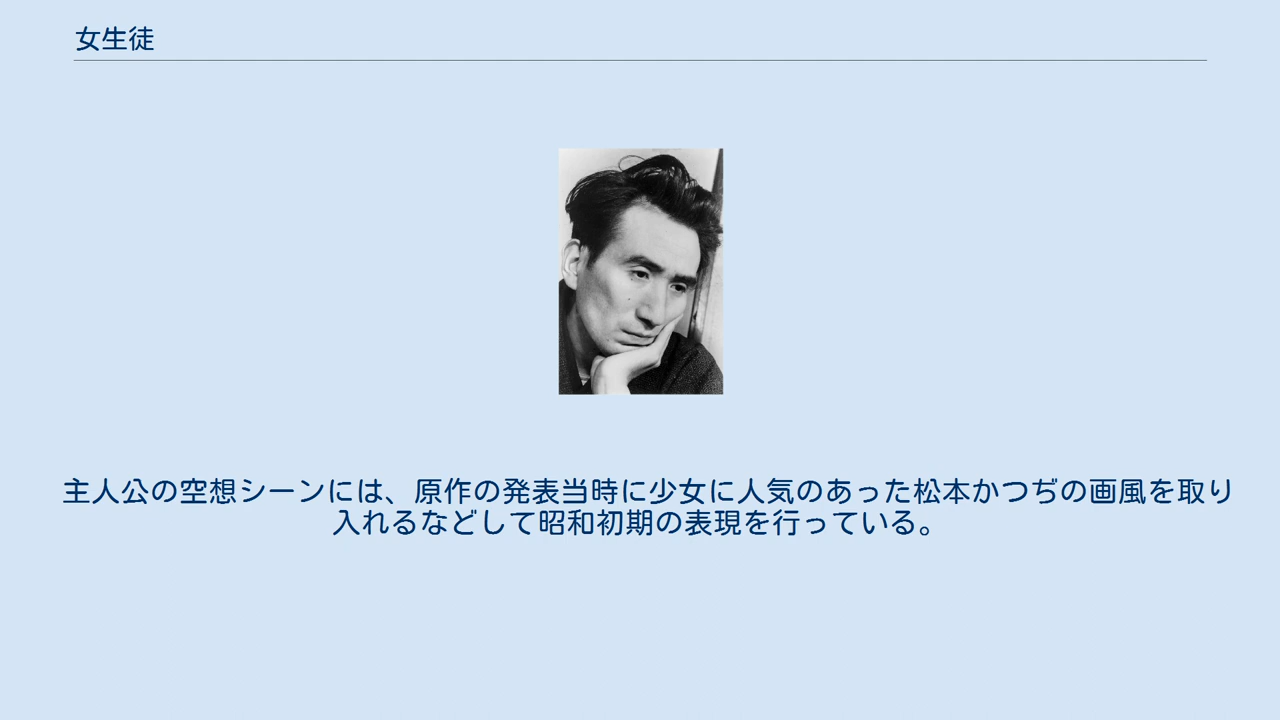 女生徒
主人公の空想シーンには、原作の発表当時に少女に人気のあった松本かつぢの画風を取り
入れるなどして昭和初期の表現を行っている。